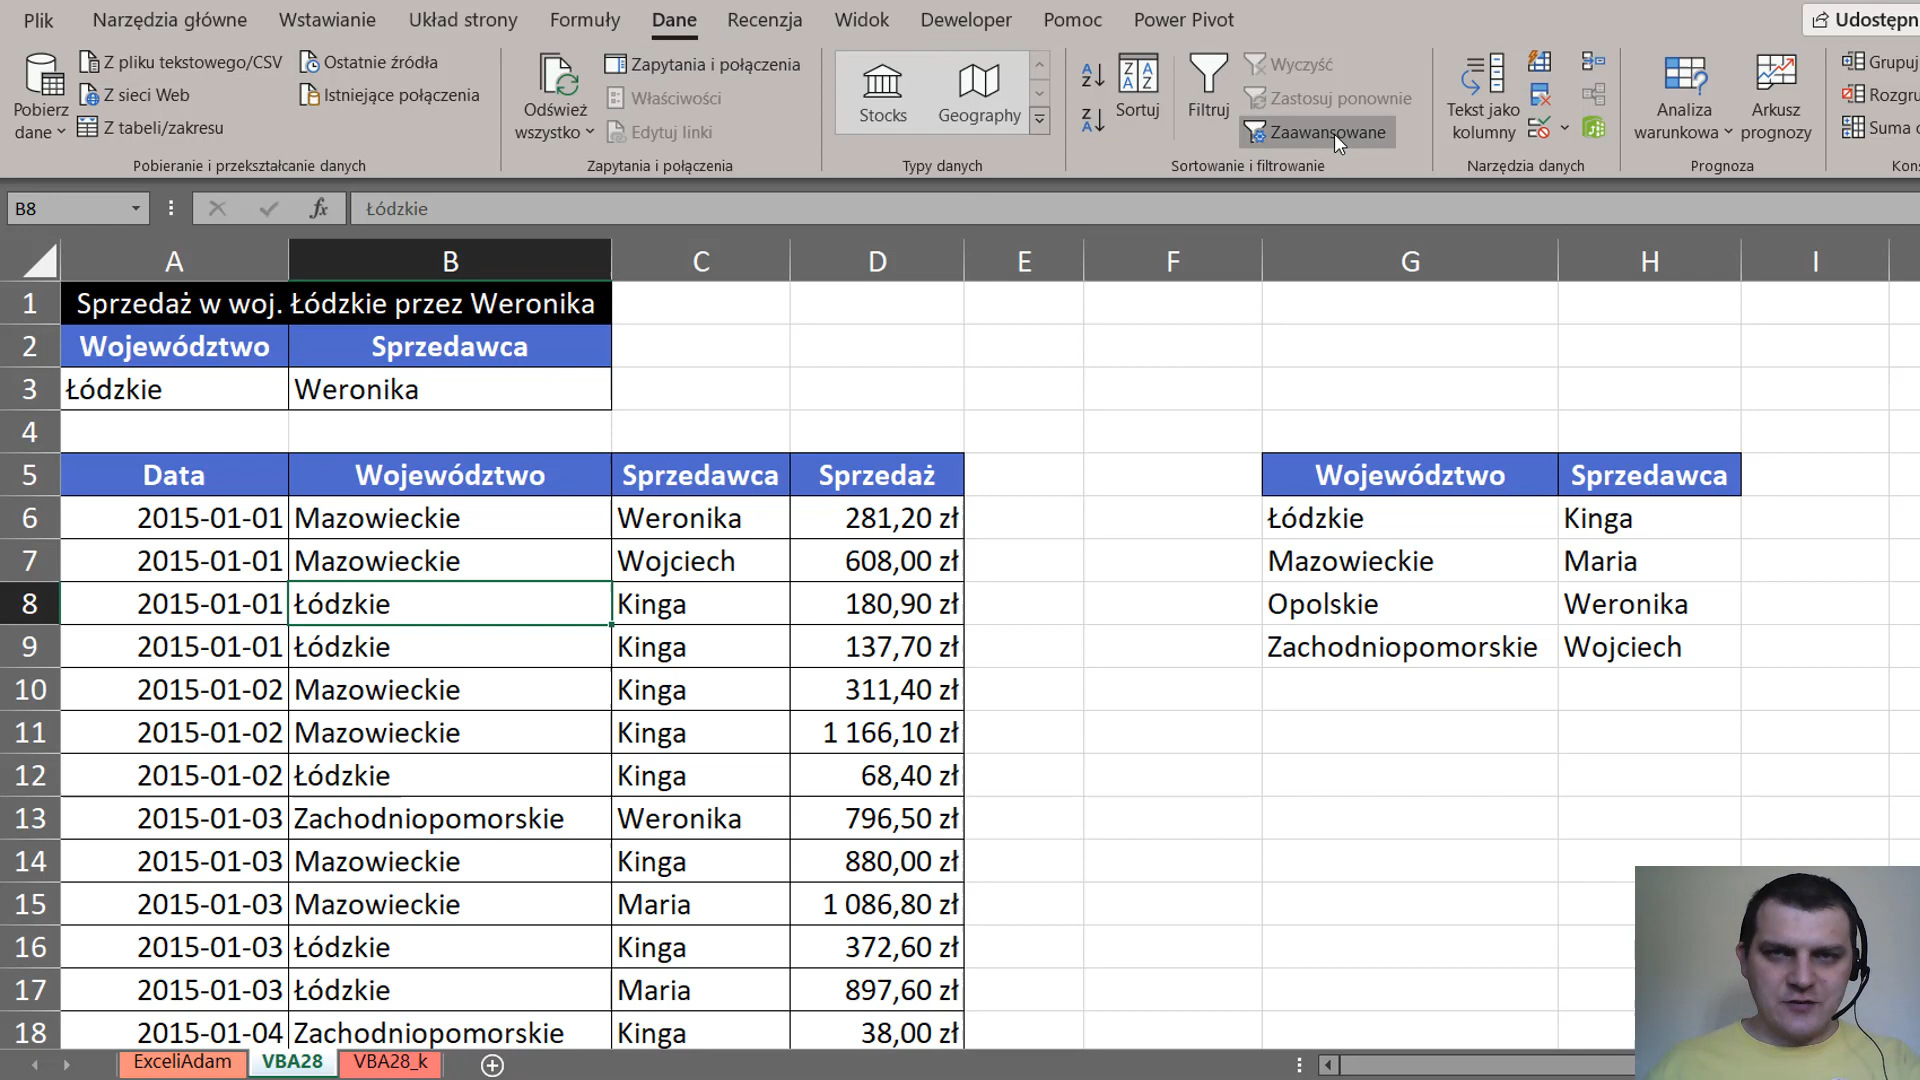 Plik Narzędzia główne Wstawianie Układ strony Formuły Dane Recenzja Widok Deweloper Pomoc Power Pivot Udostępn
Pobierz dane
Z pliku tekstowego/CSV
Z sieci Web
Z tabeli/zakresu
Ostatnie źródła
Istniejące połączenia
Pobieranie i przekształcanie danych
Odśwież wszystko
Zapytania i połączenia
Właściwości
Edytuj linki
Zapytania i połączenia
Stocks Geography
Typy danych
Sortuj
Filtruj
Wyczyść
Zastosuj ponownie
Zaawansowane
Sortowanie i filtrowanie
Tekst jako kolumny
Narzędzia danych
Analiza warunkowa
Arkusz prognozy
Prognoza
Grupuj
Rozgru
Suma c
Kons
B8 fx Łódzkie
A B C D E F G H I
1 Sprzedaż w woj. Łódzkie przez Weronika
2 Województwo Sprzedawca
3 Łódzkie Weronika
4
5 Data Województwo Sprzedawca Sprzedaż Województwo Sprzedawca
6 2015-01-01 Mazowieckie Weronika 281,20 zł Łódzkie Kinga
7 2015-01-01 Mazowieckie Wojciech 608,00 zł Mazowieckie Maria
8 2015-01-01 Łódzkie Kinga 180,90 zł Opolskie Weronika
9 2015-01-01 Łódzkie Kinga 137,70 zł Zachodniopomorskie Wojciech
10 2015-01-02 Mazowieckie Kinga 311,40 zł
11 2015-01-02 Mazowieckie Kinga 1 166,10 zł
12 2015-01-02 Łódzkie Kinga 68,40 zł
13 2015-01-03 Zachodniopomorskie Weronika 796,50 zł
14 2015-01-03 Mazowieckie Kinga 880,00 zł
15 2015-01-03 Mazowieckie Maria 1 086,80 zł
16 2015-01-03 Łódzkie Kinga 372,60 zł
17 2015-01-03 Łódzkie Maria 897,60 zł
18 2015-01-04 Zachodniopomorskie Kinga 38,00 zł
ExceliAdam VBA28 VBA28_k